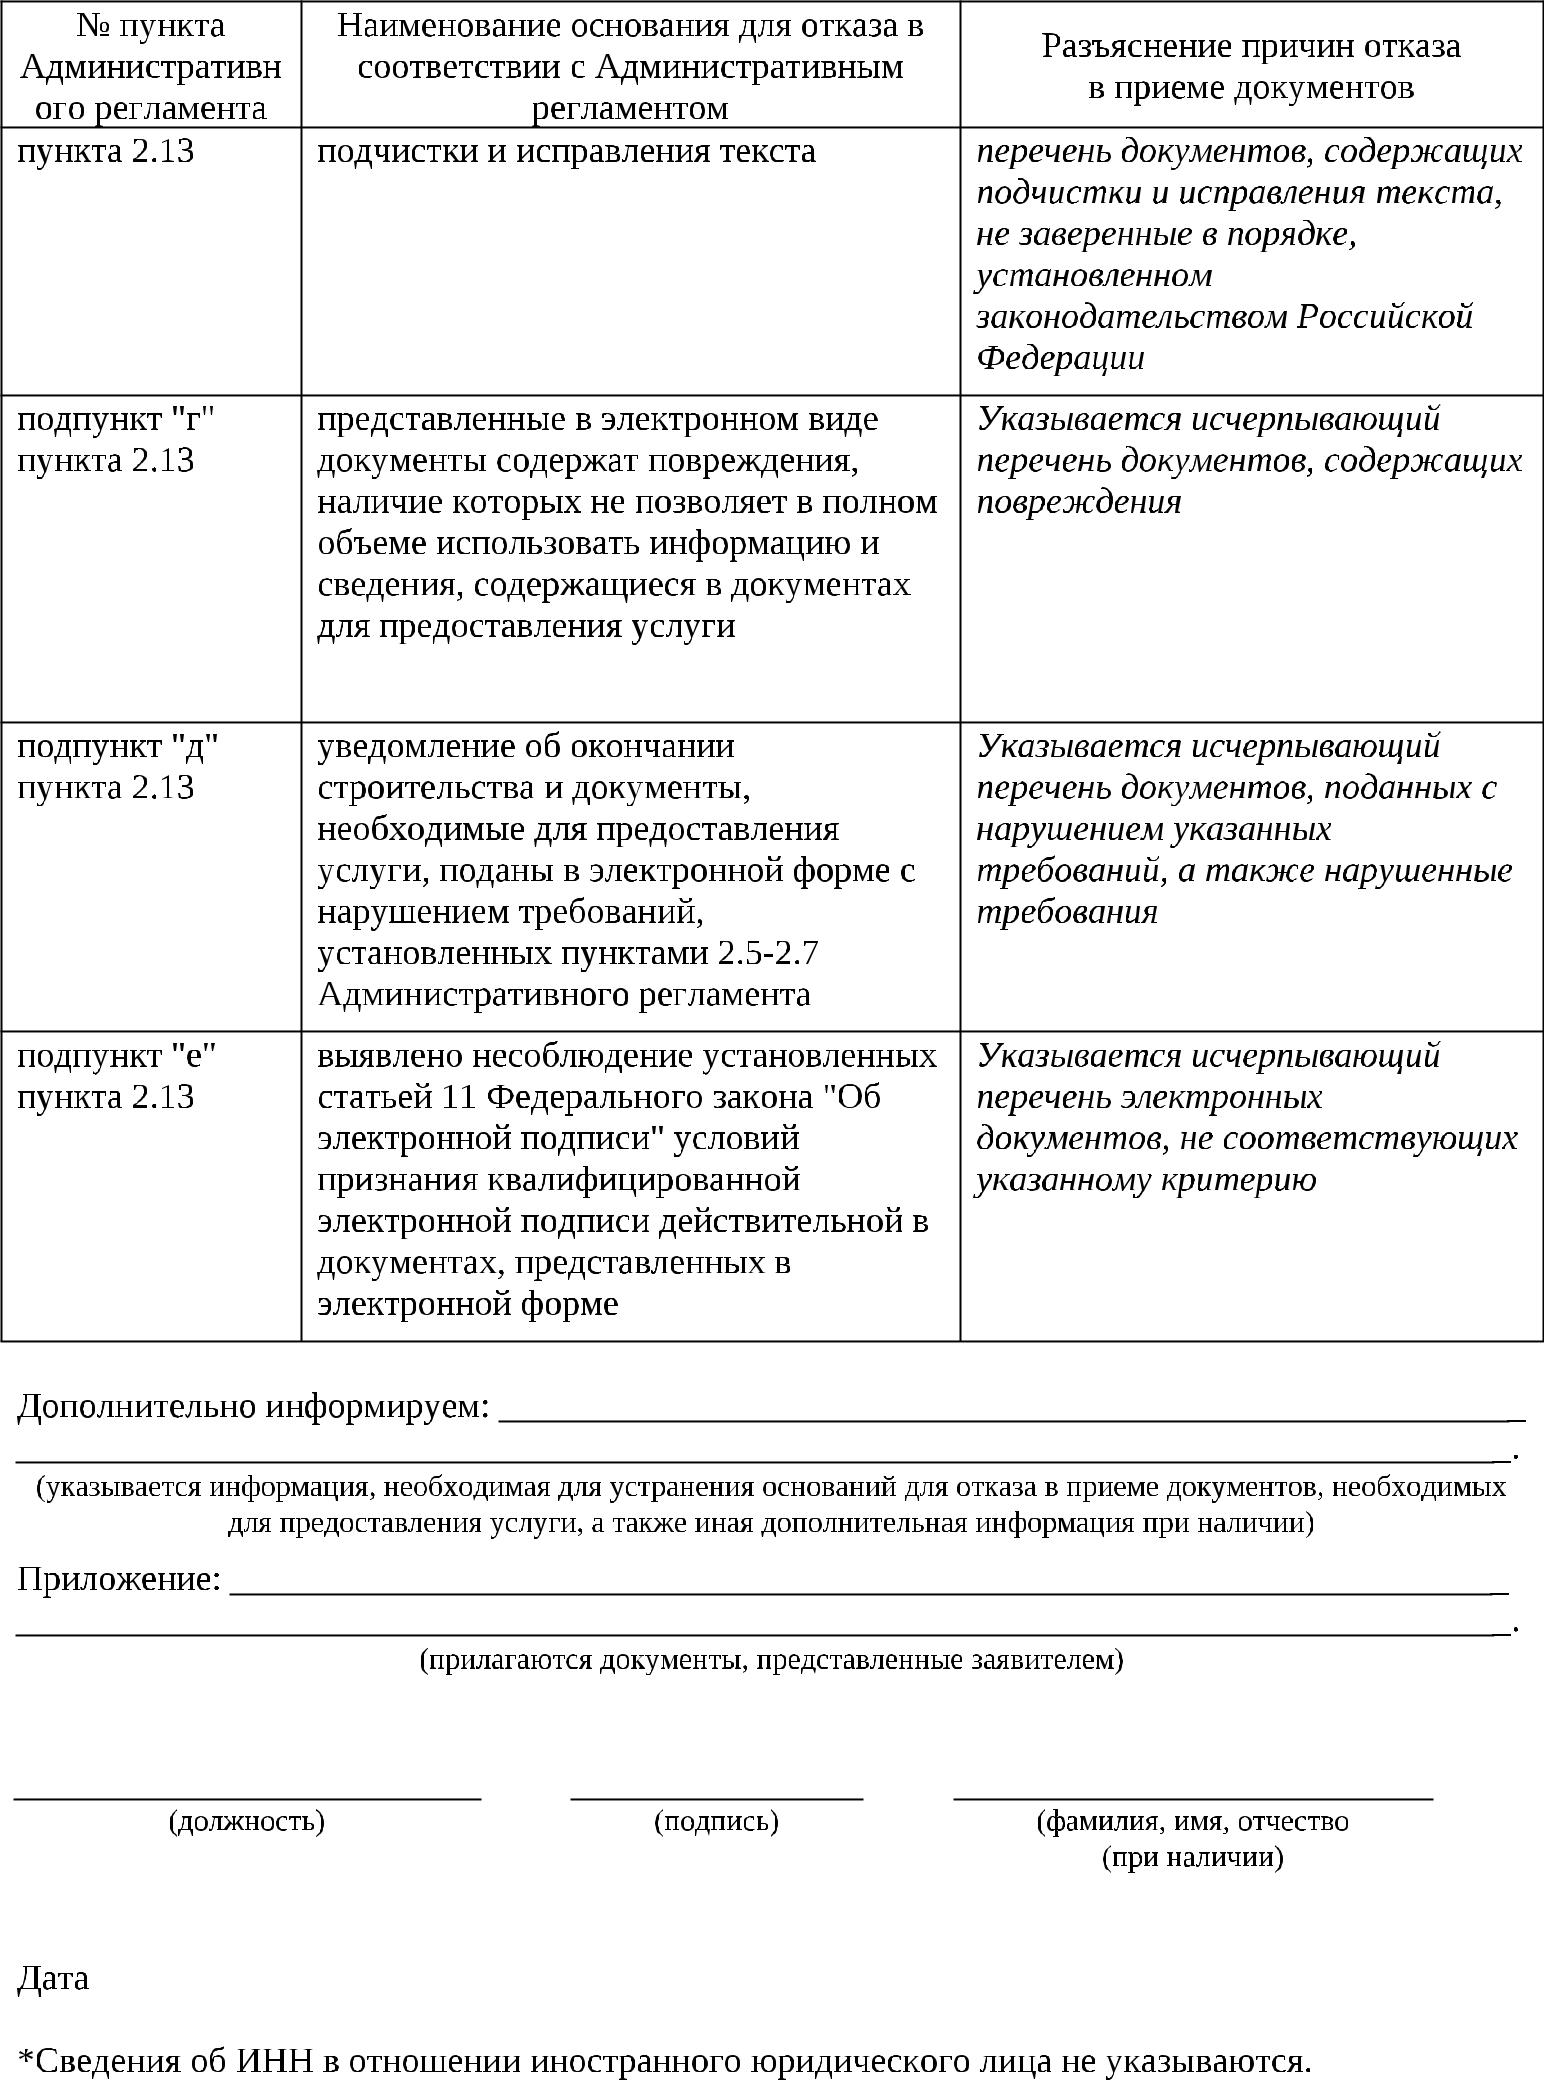 № пункта
Административн
ого регламента
Наименование основания для отказа в
соответствии с Административным
регламентом
Разъяснение причин отказа
в приеме документов
пункта 2.13
подчистки и исправления текста
перечень документов, содержащих
подчистки и исправления текста,
не заверенные в порядке,
установленном
законодательством Российской
Федерации
подпункт "г"
пункта 2.13
представленные в электронном виде
документы содержат повреждения,
наличие которых не позволяет в полном
объеме использовать информацию и
сведения, содержащиеся в документах
для предоставления услуги
Указывается исчерпывающий
перечень документов, содержащих
повреждения
подпункт "д"
пункта 2.13
уведомление об окончании
строительства и документы,
необходимые для предоставления
услуги, поданы в электронной форме с
нарушением требований,
установленных пунктами 2.5-2.7
Административного регламента
Указывается исчерпывающий
перечень документов, поданных с
нарушением указанных
требований, а также нарушенные
требования
подпункт "е"
пункта 2.13
выявлено несоблюдение установленных
статьей 11 Федерального закона "Об
электронной подписи" условий
признания квалифицированной
электронной подписи действительной в
документах, представленных в
электронной форме
Указывается исчерпывающий
перечень электронных
документов, не соответствующих
указанному критерию
Дополнительно информируем: _______________
_______________.
(указывается информация, необходимая для устранения оснований для отказа в приеме документов, необходимых
для предоставления услуги, а также иная дополнительная информация при наличии)
Приложение: _______________
_______________.
(прилагаются документы, представленные заявителем)
(должность)
(подпись)
(фамилия, имя, отчество
(при наличии)
Дата
*Сведения об ИНН в отношении иностранного юридического лица не указываются.